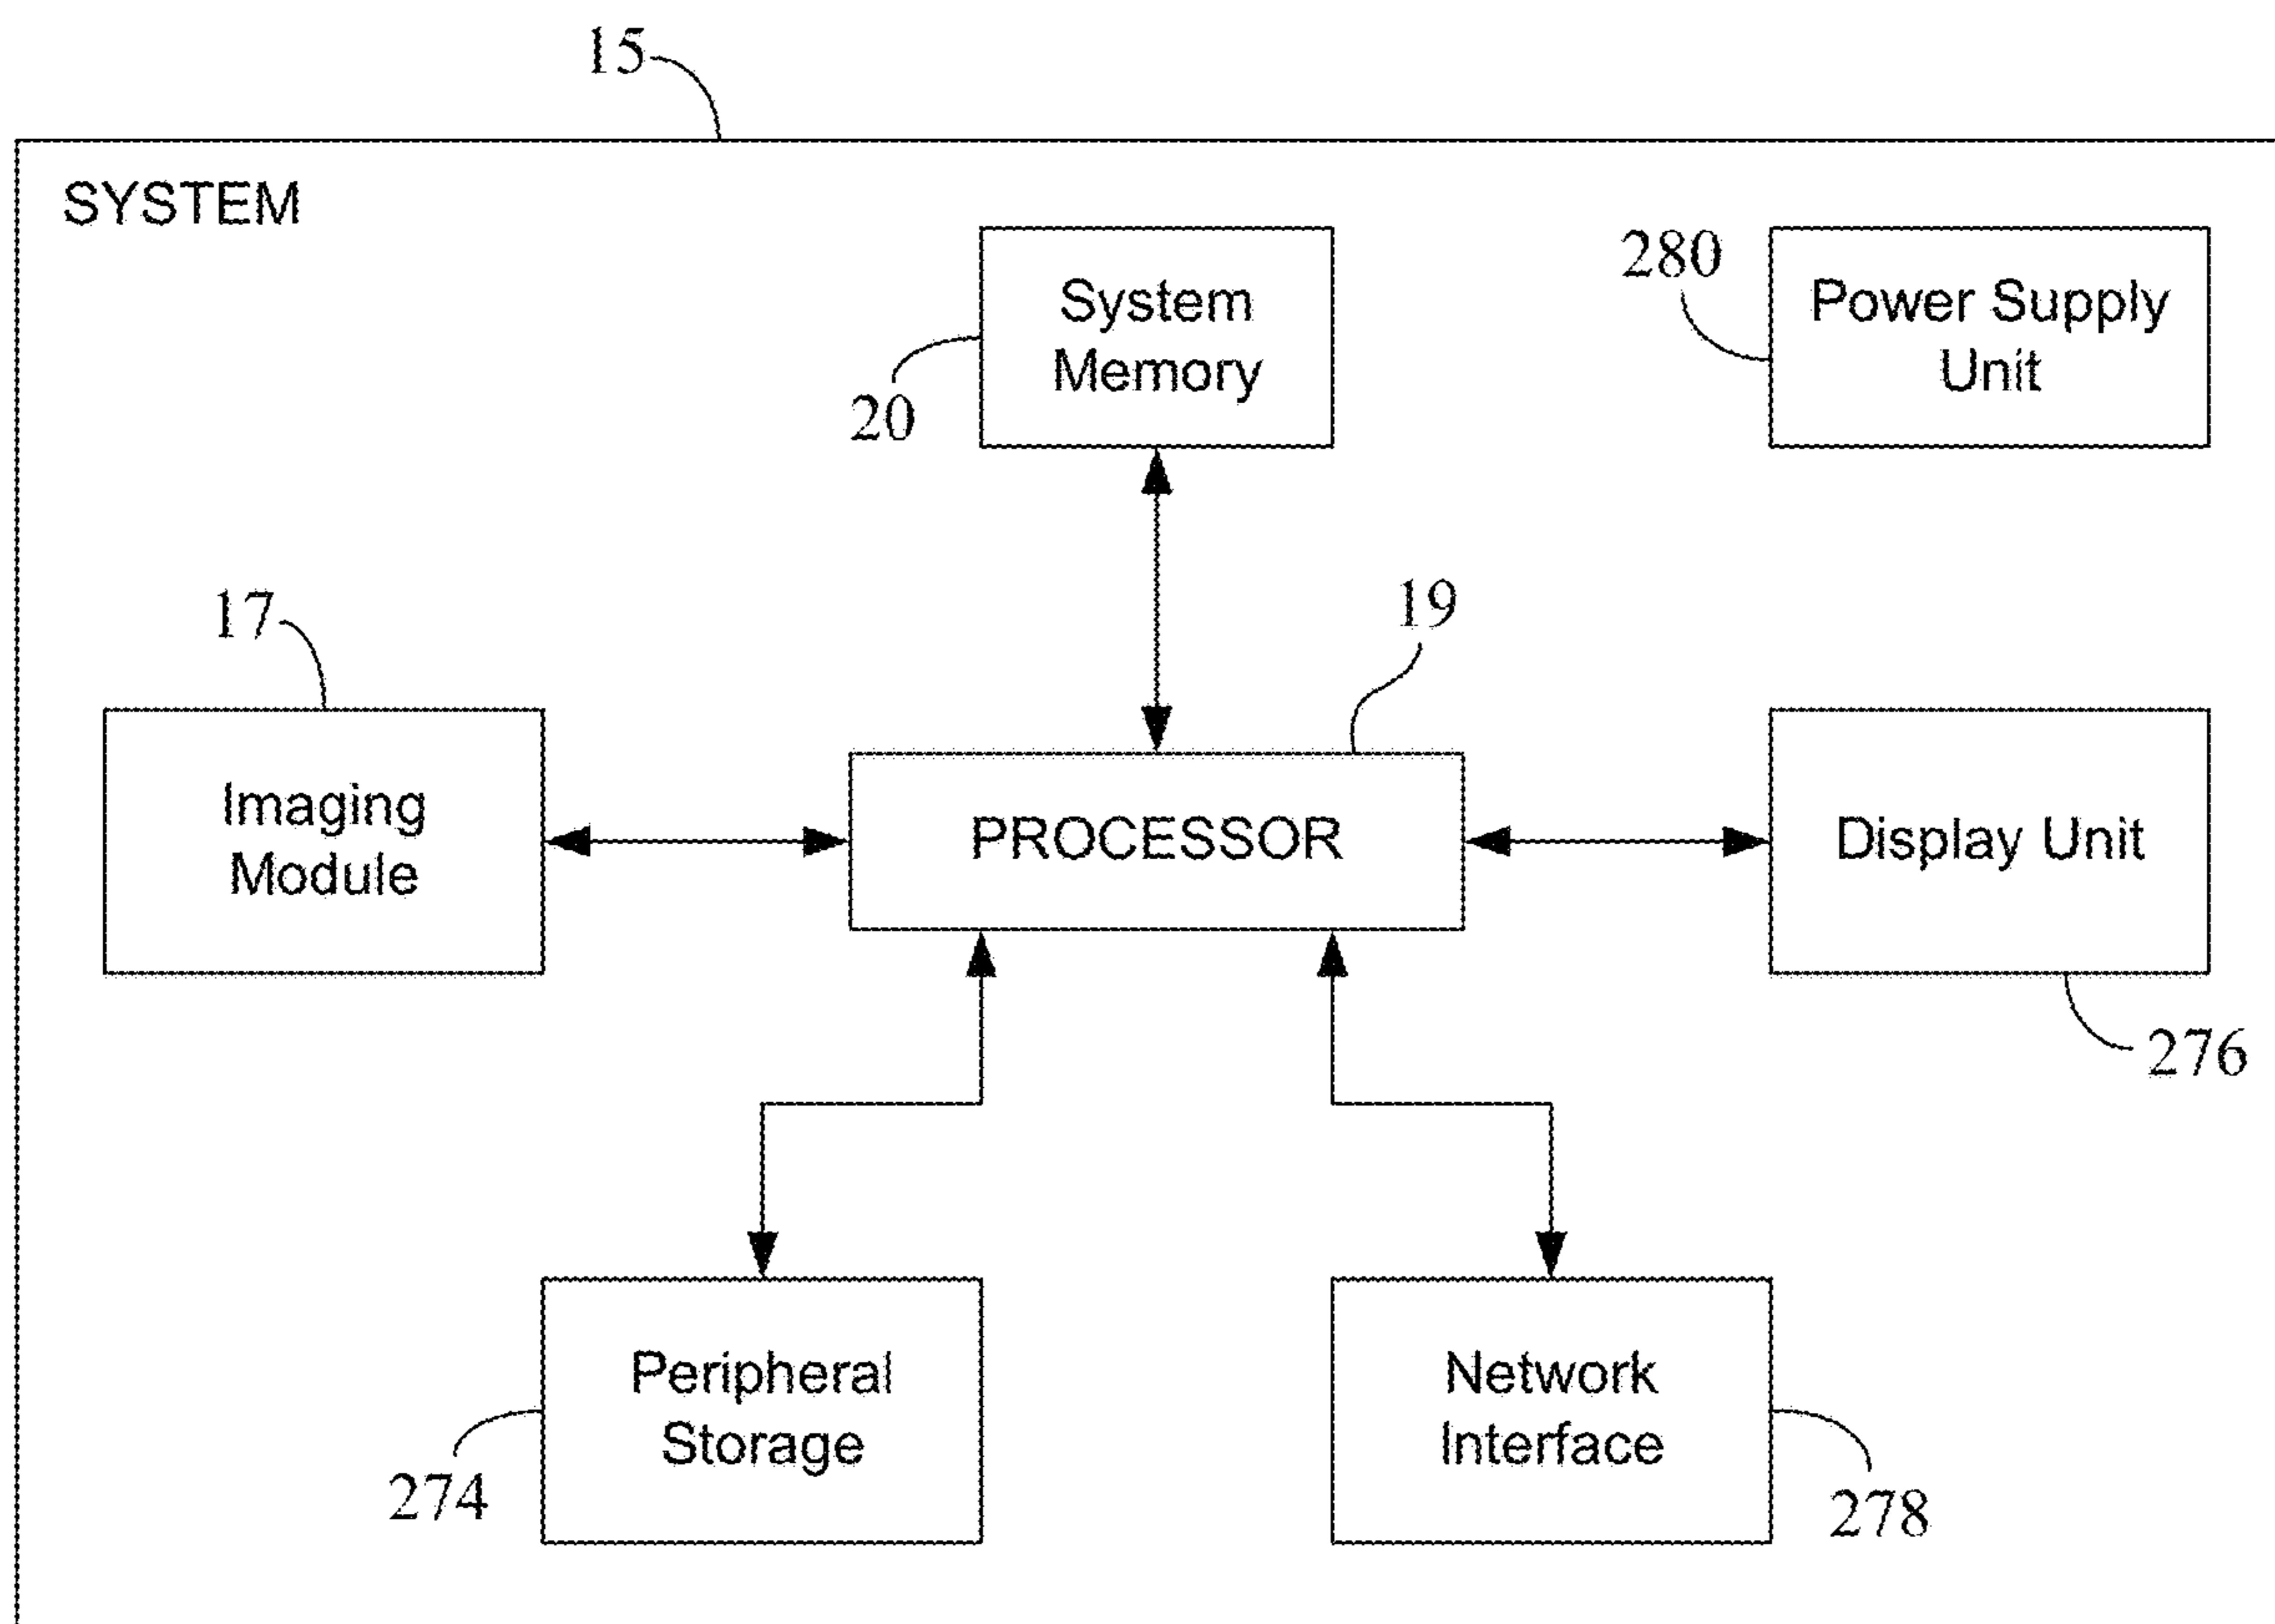 15
SYSTEM
System
Memory
20
280
Power Supply
Unit
17
Imaging
Module
19
PROCESSOR
Display Unit
276
Peripheral
Storage
274
Network
Interface
278